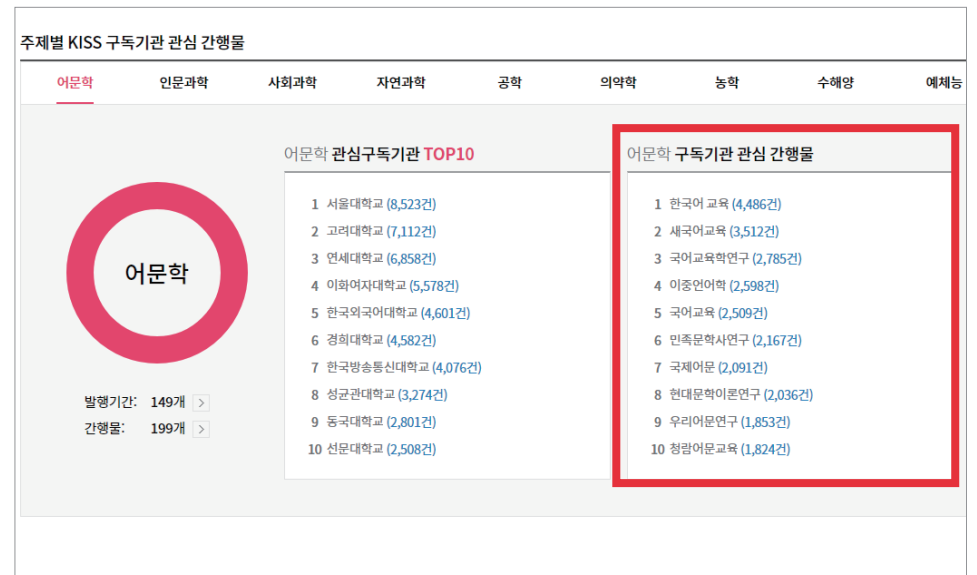 주제별 KISS 구독기관 관심 간행물
어문학 인문과학 사회과학 자연과학 공학 의약학 농학 수해양 예체능
어문학
발행기간: 149개 >
간행물: 199개 >
어문학 관심구독기관 TOP10
1 서울대학교 (8,523건)
2 고려대학교 (7,112건)
3 연세대학교 (6,858건)
4 이화여자대학교 (5,578건)
5 한국외국어대학교 (4,601건)
6 경희대학교 (4,582건)
7 한국방송통신대학교 (4,076건)
8 성균관대학교 (3,274건)
9 동국대학교 (2,801건)
10 선문대학교 (2,508건)
어문학 구독기관 관심 간행물
1 한국어 교육 (4,486건)
2 새국어교육 (3,512건)
3 국어교육학연구 (2,785건)
4 이중언어학 (2,598건)
5 국어교육 (2,509건)
6 민족문학사연구 (2,167건)
7 국제어문 (2,091건)
8 현대문학이론연구 (2,036건)
9 우리어문연구 (1,853건)
10 청람어문교육 (1,824건)